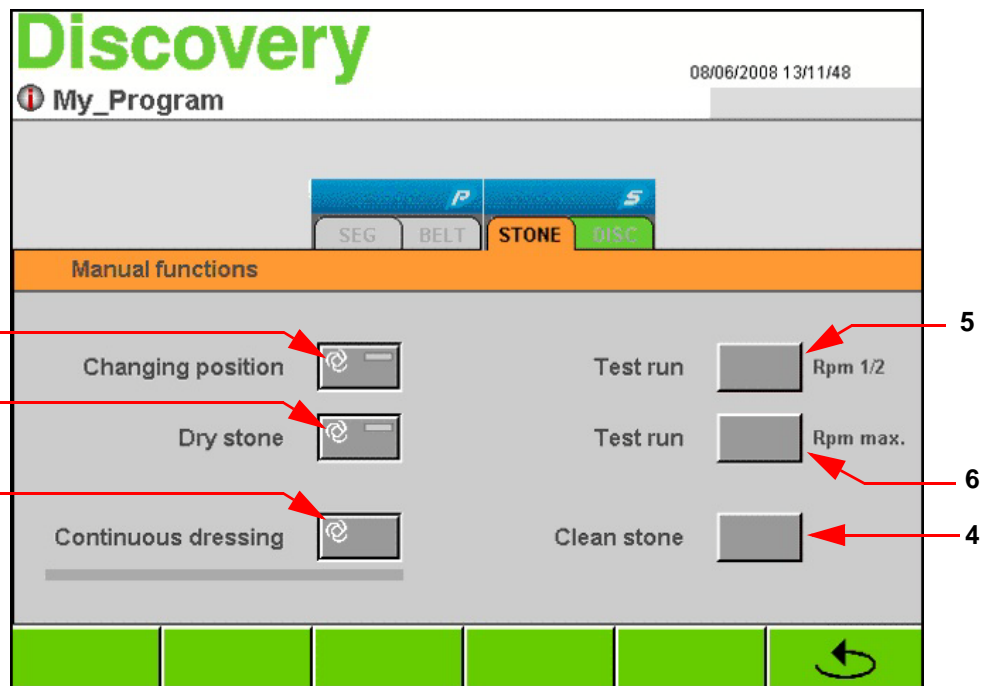 Discovery
08/06/2008 13/11/48
My_Program
P S
SEG BELT STONE DISC
Manual functions
Changing position
Test run Rpm 1/2
5
Dry stone
Test run Rpm max.
6
Continuous dressing
Clean stone
4